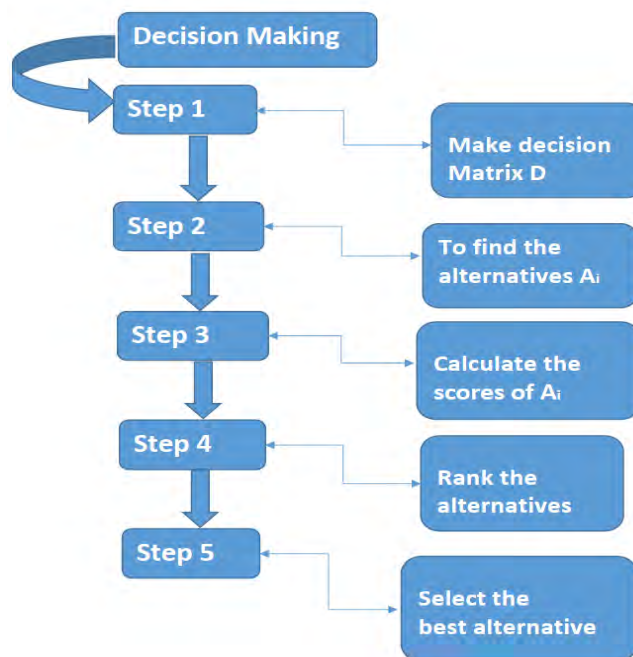 Decision Making
Step 1
Make decision
Matrix D
Step 2
To find the
alternatives Aᵢ
Step 3
Calculate the
scores of Aᵢ
Step 4
Rank the
alternatives
Step 5
Select the
best alternative